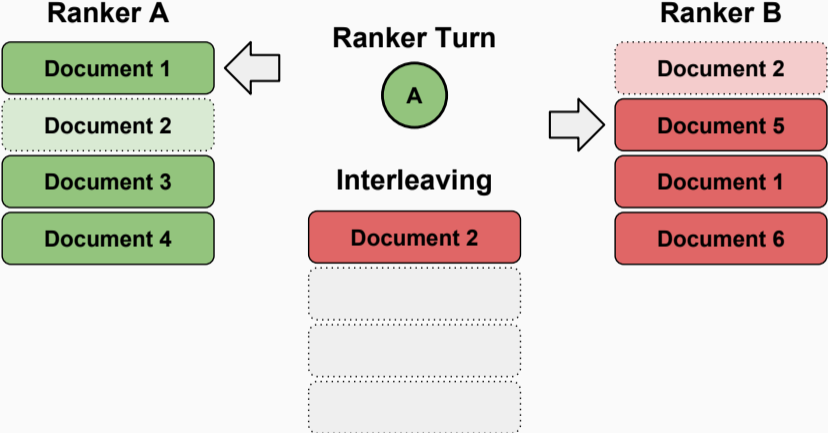 Ranker A
Document 1
Document 2
Document 3
Document 4
Ranker Turn
A
Interleaving
Document 2
Ranker B
Document 2
Document 5
Document 1
Document 6